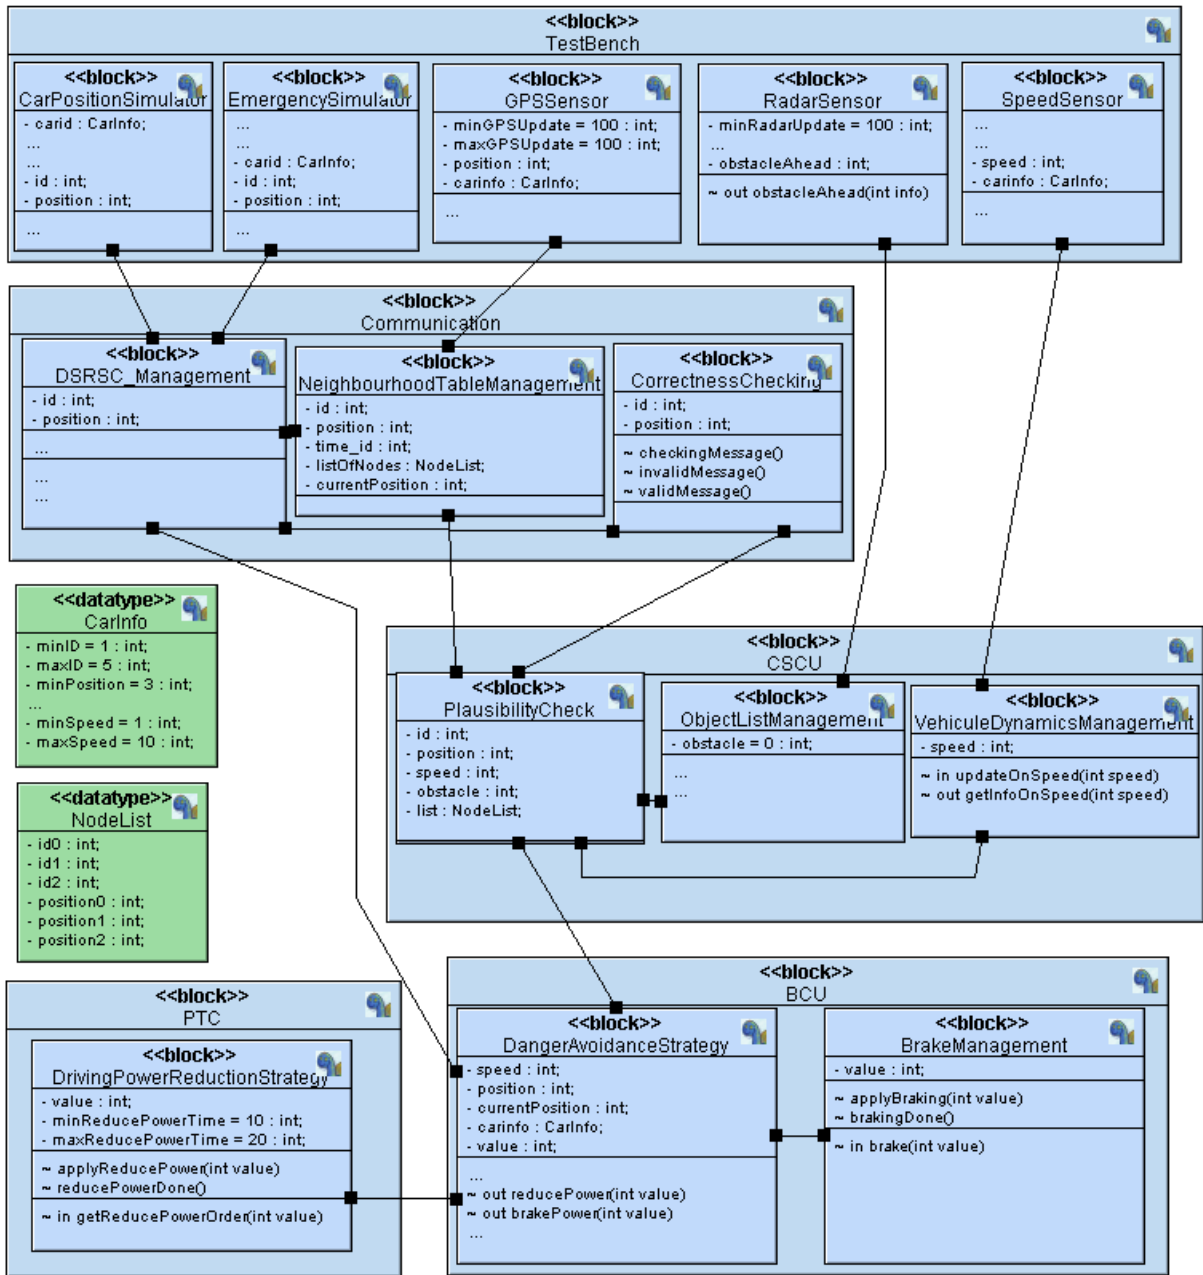 <<block>>
TestBench
<<block>>
CarPositionSimulator
- carid : CarInfo;
...
...
- id : int;
- position : int;
...
<<block>>
EmergencySimulator
...
...
- carid : CarInfo;
- id : int;
- position : int;
...
<<block>>
GPSSensor
- minGPSUpdate = 100 : int;
- maxGPSUpdate = 100 : int;
- position : int;
- carinfo : CarInfo;
...
<<block>>
RadarSensor
- minRadarUpdate = 100 : int;
...
- obstacleAhead : int;
~ out obstacleAhead(int info)
<<block>>
SpeedSensor
...
...
- speed : int;
- carinfo : CarInfo;
...
<<block>>
Communication
<<block>>
DSRSC_Management
- id : int;
- position : int;
...
...
...
<<block>>
NeighbourhoodTableManagement
- id : int;
- position : int;
- time_id : int;
- listOfNodes : NodeList;
- currentPosition : int;
<<block>>
CorrectnessChecking
- id : int;
- position : int;
~ checkingMessage()
~ invalidMessage()
~ validMessage()
<<datatype>>
CarInfo
- minID = 1 : int;
- maxID = 5 : int;
- minPosition = 3 : int;
...
- minSpeed = 1 : int;
- maxSpeed = 10 : int;
<<datatype>>
NodeList
- id0 : int;
- id1 : int;
- id2 : int;
- position0 : int;
- position1 : int;
- position2 : int;
<<block>>
CSCU
<<block>>
PlausibilityCheck
- id : int;
- position : int;
- speed : int;
- obstacle : int;
- list : NodeList;
<<block>>
ObjectListManagement
- obstacle = 0 : int;
...
...
<<block>>
VehiculeDynamicsManagement
- speed : int;
~ in updateOnSpeed(int speed)
~ out getInfoOnSpeed(int speed)
<<block>>
PTC
<<block>>
DrivingPowerReductionStrategy
- value : int;
- minReducePowerTime = 10 : int;
- maxReducePowerTime = 20 : int;
~ applyReducePower(int value)
~ reducePowerDone()
~ in getReducePowerOrder(int value)
<<block>>
BCU
<<block>>
DangerAvoidanceStrategy
- speed : int;
- position : int;
- currentPosition : int;
- carinfo : CarInfo;
- value : int;
...
~ out reducePower(int value)
~ out brakePower(int value)
...
<<block>>
BrakeManagement
- value : int;
~ applyBraking(int value)
~ brakingDone()
~ in brake(int value)